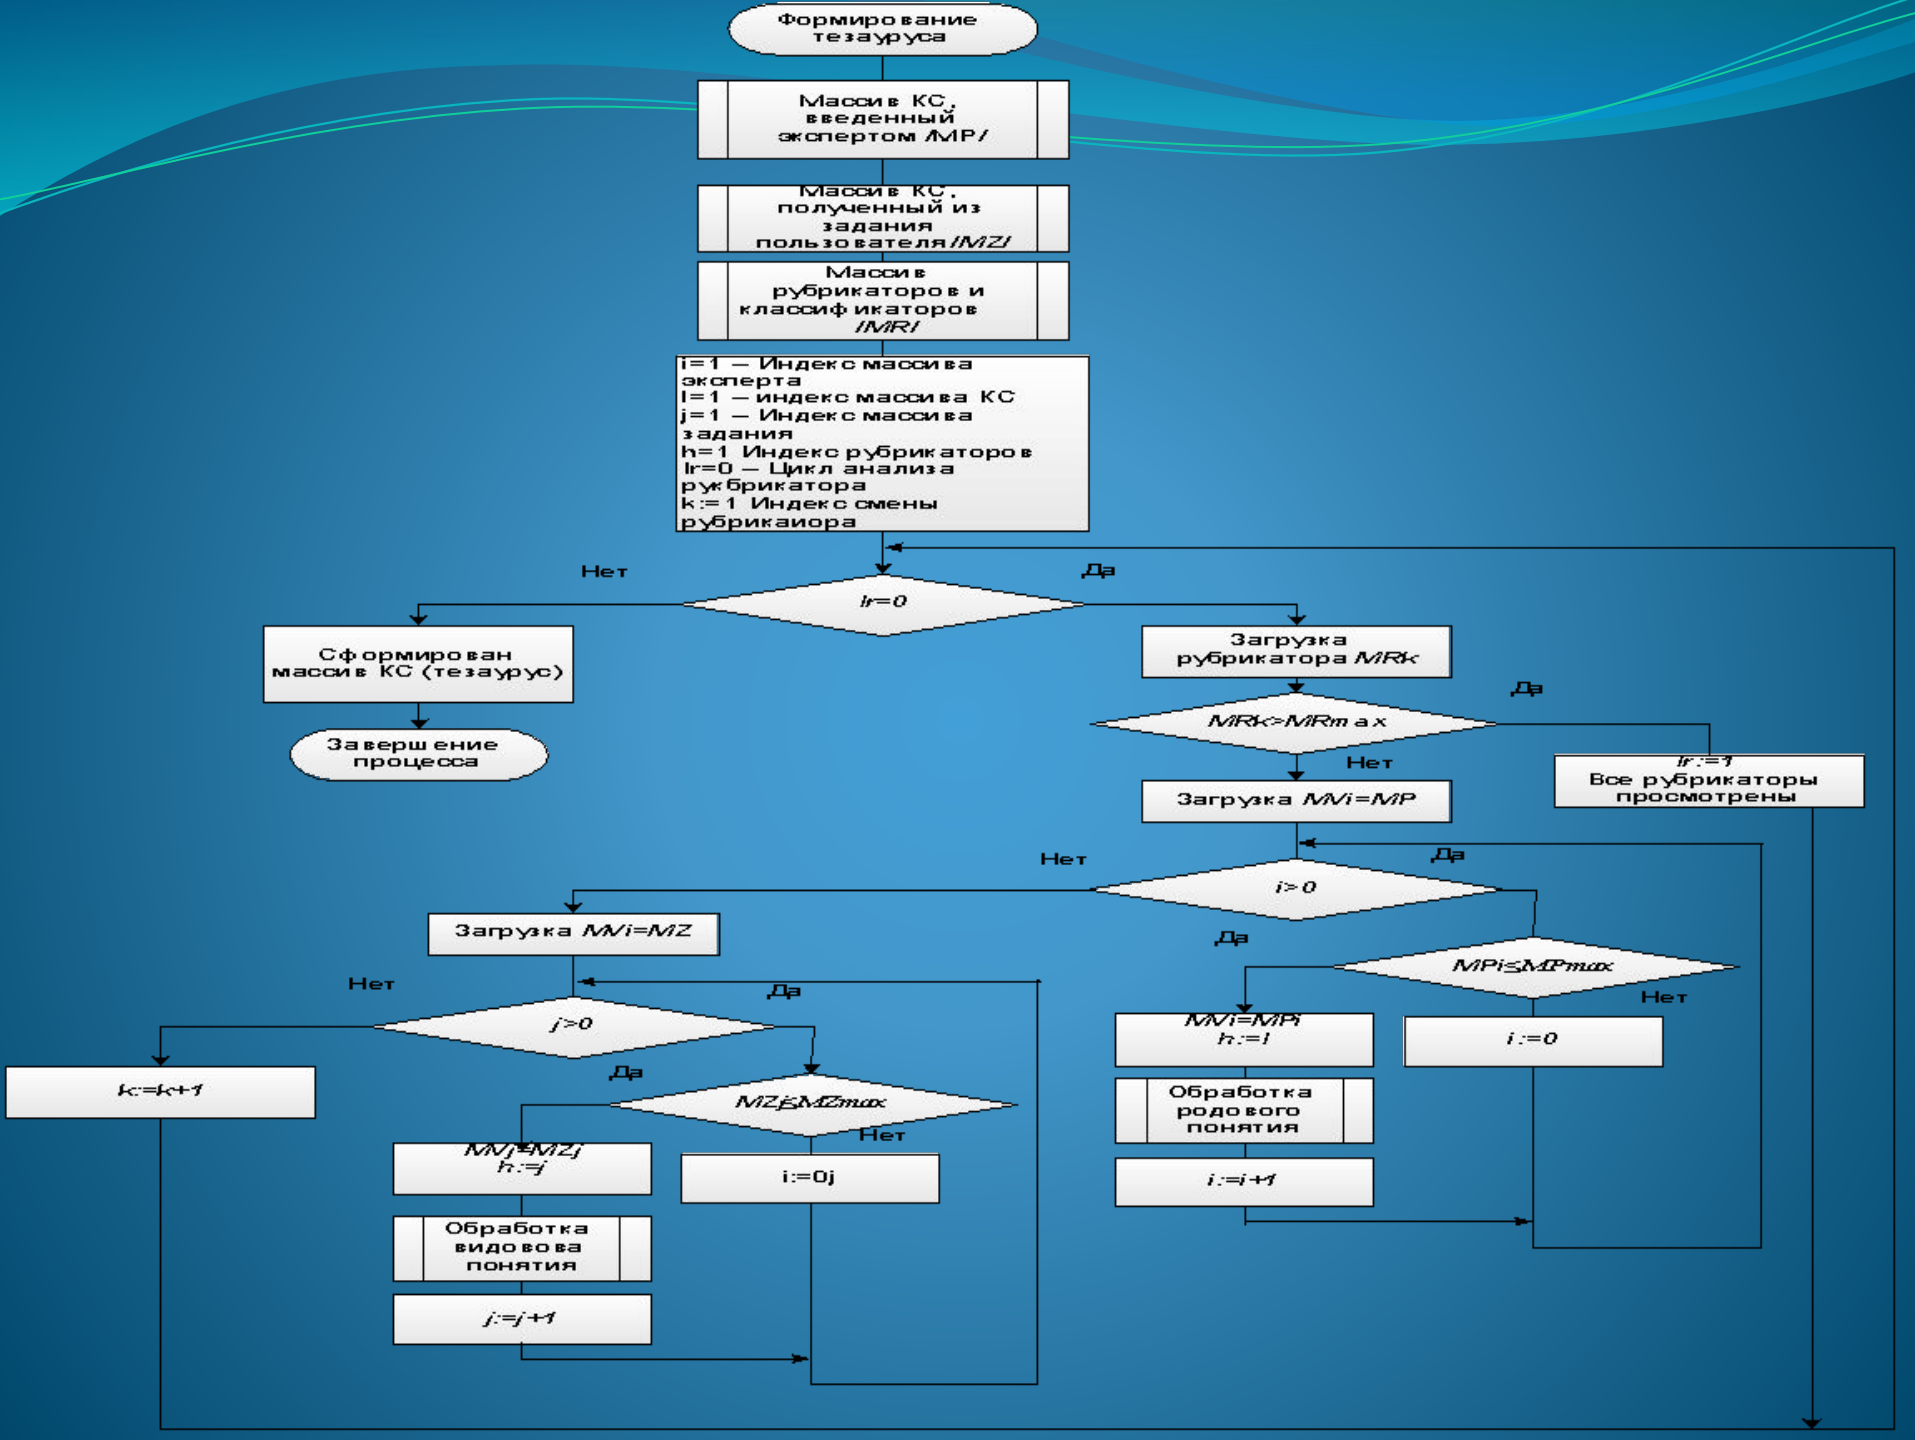 Формирование
тезауруса
Массив КС,
введенный
экспертом /MP/
Массив КС,
полученный из
задания
пользователя /MZ/
Массив
рубрикаторов и
классификаторов
/MR/
i=1 – Индекс массива
эксперта
l=1 – индекс массива КС
j=1 – Индекс массива
задания
h=1 Индекс рубрикаторов
Ir=0 – Цикл анализа
рукбрикатора
k:=1 Индекс смены
рубрикаиора
Нет
Да
Ir=0
Сформирован
массив КС (тезаурус)
Завершение
процесса
Загрузка
рубрикатора MRk
Да
MRk>MRmax
Нет
Ir:=1
Все рубрикаторы
просмотрены
Загрузка MVi=MP
Нет
Да
i>0
Загрузка MVi=MZ
Да
MPi≤MPmax
Нет
Нет
Да
j>0
MVi=MPi
h:=l
i:=0
k:=k+1
Да
MZj≤MZmax
Нет
Обработка
родового
понятия
MVj=MZj
h:=j
i:=0j
i:=i+1
Обработка
видовова
понятия
j:=j+1